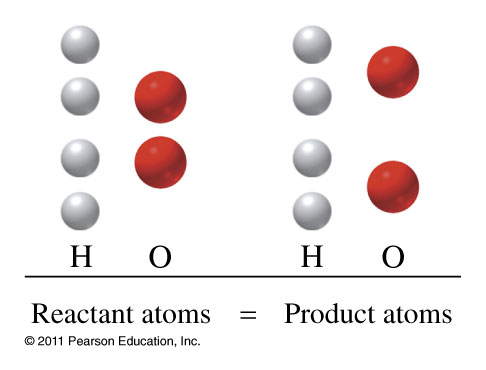 H O H O
Reactant atoms = Product atoms
© 2011 Pearson Education, Inc.